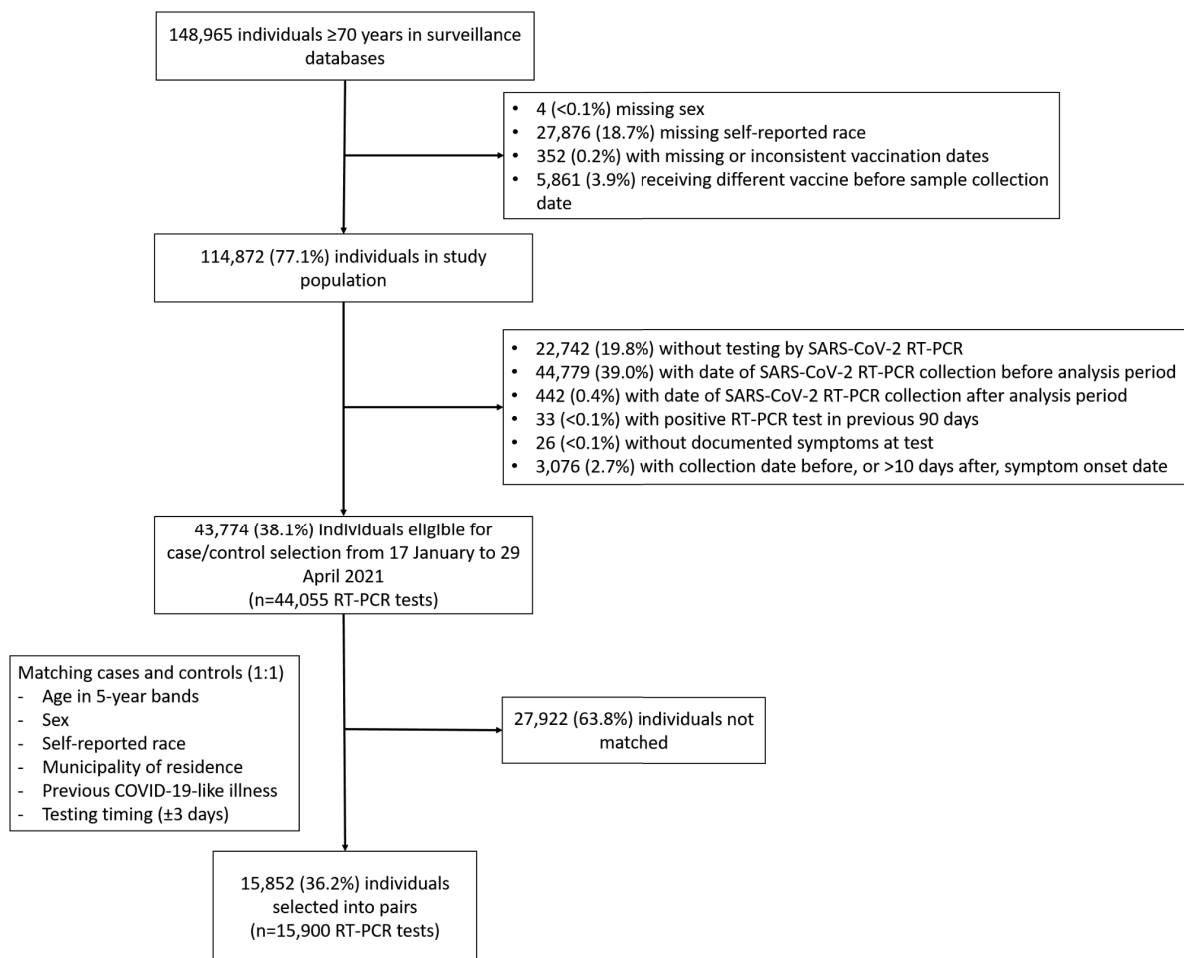 148,965 individuals ≥70 years in surveillance
databases
• 4 (<0.1%) missing sex
• 27,876 (18.7%) missing self-reported race
• 352 (0.2%) with missing or inconsistent vaccination dates
• 5,861 (3.9%) receiving different vaccine before sample collection
date
114,872 (77.1%) individuals in study
population
• 22,742 (19.8%) without testing by SARS-CoV-2 RT-PCR
• 44,779 (39.0%) with date of SARS-CoV-2 RT-PCR collection before analysis period
• 442 (0.4%) with date of SARS-CoV-2 RT-PCR collection after analysis period
• 33 (<0.1%) with positive RT-PCR test in previous 90 days
• 26 (<0.1%) without documented symptoms at test
• 3,076 (2.7%) with collection date before, or >10 days after, symptom onset date
43,774 (38.1%) individuals eligible for
case/control selection from 17 January to 29
April 2021
(n=44,055 RT-PCR tests)
Matching cases and controls (1:1)
- Age in 5-year bands
- Sex
- Self-reported race
- Municipality of residence
- Previous COVID-19-like illness
- Testing timing (±3 days)
27,922 (63.8%) individuals not
matched
15,852 (36.2%) individuals
selected into pairs
(n=15,900 RT-PCR tests)